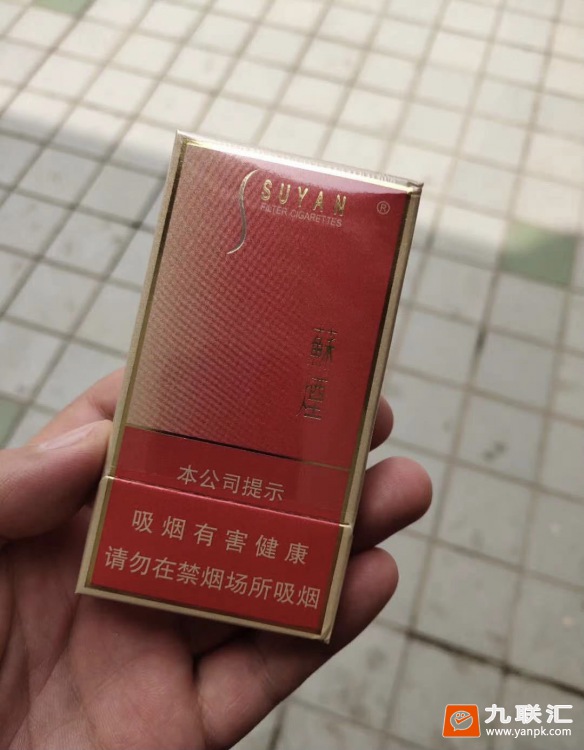 SUYAN
®
FILTER CIGARETTES
蘇
煙
本公司提示
吸烟有害健康
请勿在禁烟场所吸烟
九联汇
www.yanpk.com